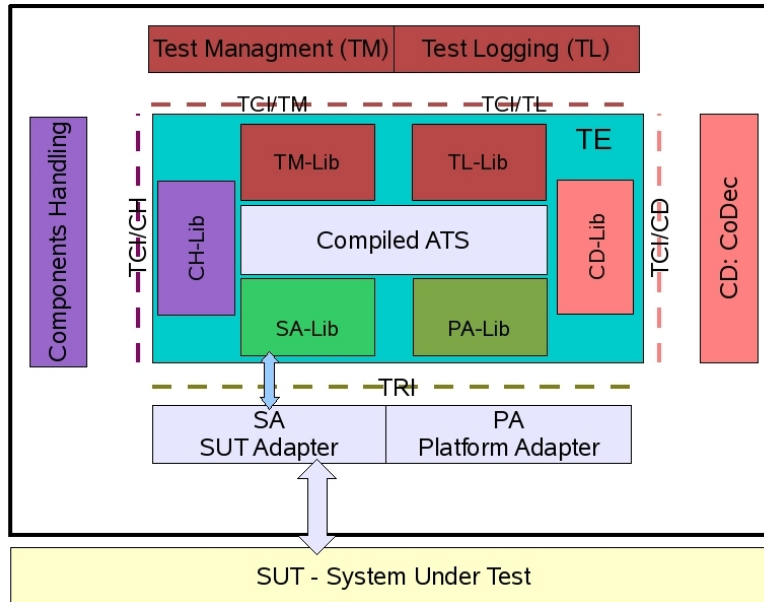 Test Managment (TM) Test Logging (TL)
TCI/TM TCI/TL
TE
TM-Lib TL-Lib
Components Handling
TCI/CH
CH-Lib
Compiled ATS
CD-Lib
TCI/CD
CD: CoDec
SA-Lib PA-Lib
TRI
SA PA
SUT Adapter Platform Adapter
SUT - System Under Test